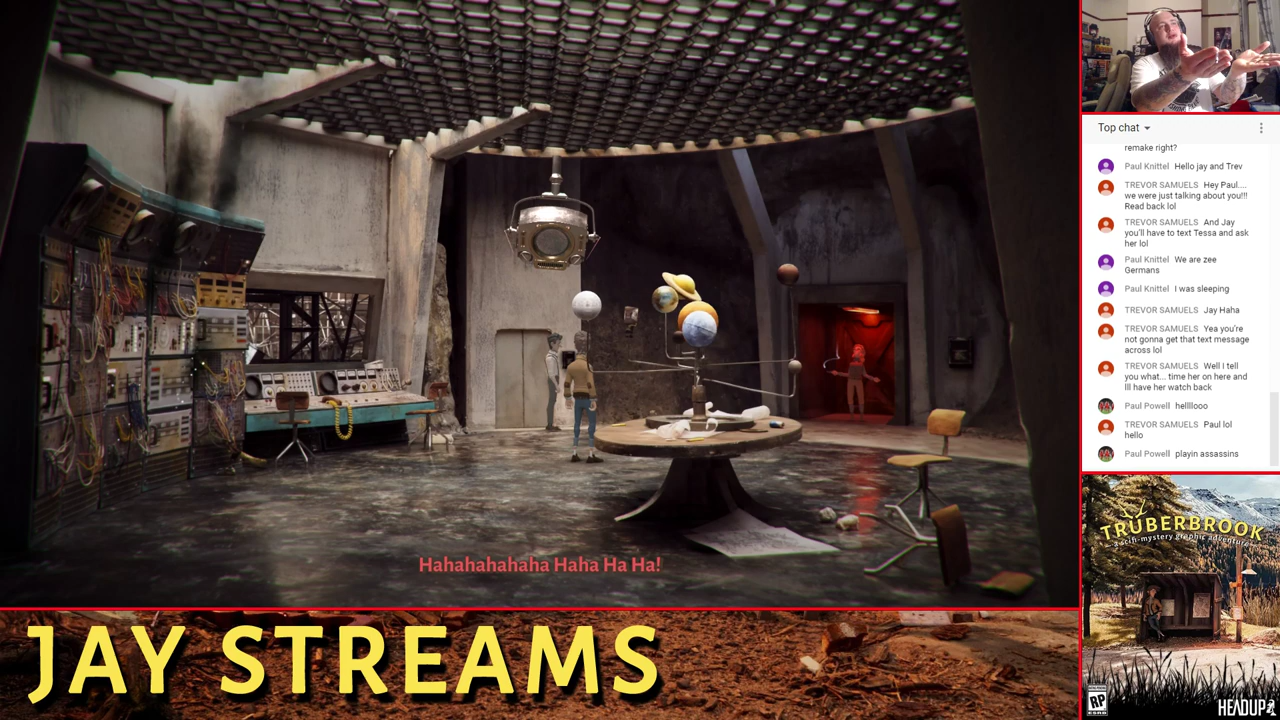 Top chat
remake right?
Paul Knittel Hello jay and Trev
TREVOR SAMUELS Hey Paul....
we were just talking about you!!!
Read back lol
TREVOR SAMUELS And Jay
you'll have to text Tessa and ask
her lol
Paul Knittel We are zee
Germans
Paul Knittel I was sleeping
TREVOR SAMUELS Jay Haha
TREVOR SAMUELS Yea you're
not gonna get that text message
across lol
TREVOR SAMUELS Well I tell
you what... time her on here and
Ill have her watch back
Paul Powell hellllooo
TREVOR SAMUELS Paul lol
hello
Paul Powell playin assassins
Hahahahahaha Haha Ha Ha!
JAY STREAMS
TRÜBERBROOK
a sci-fi-mystery graphic adventure
RP
ESRB
HEADUP